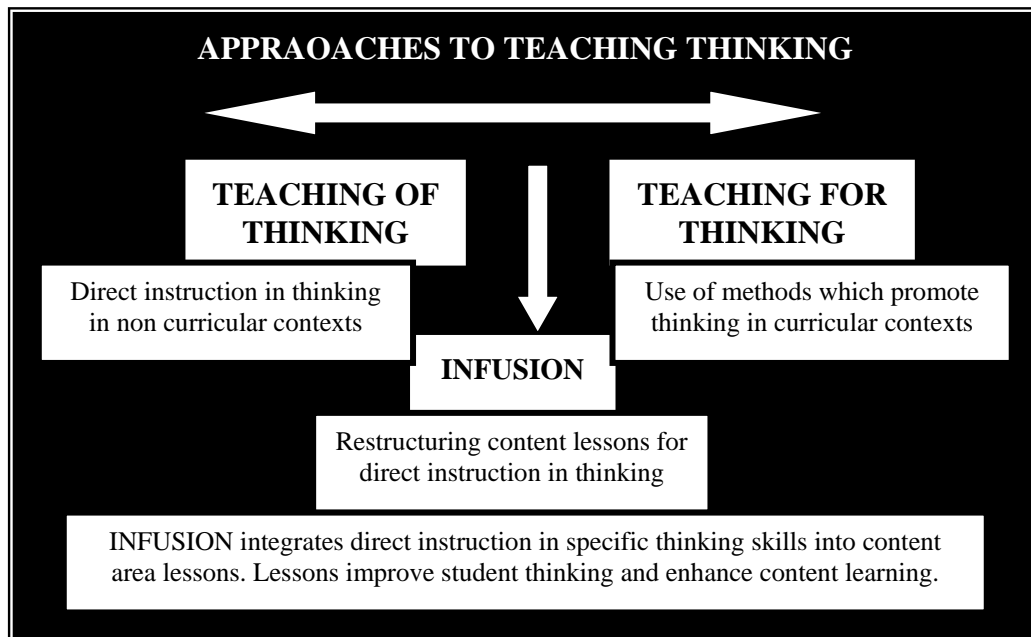 APPRAOACHES TO TEACHING THINKING
TEACHING OF
THINKING
Direct instruction in thinking
in non curricular contexts
TEACHING FOR
THINKING
Use of methods which promote
thinking in curricular contexts
INFUSION
Restructuring content lessons for
direct instruction in thinking
INFUSION integrates direct instruction in specific thinking skills into content
area lessons. Lessons improve student thinking and enhance content learning.